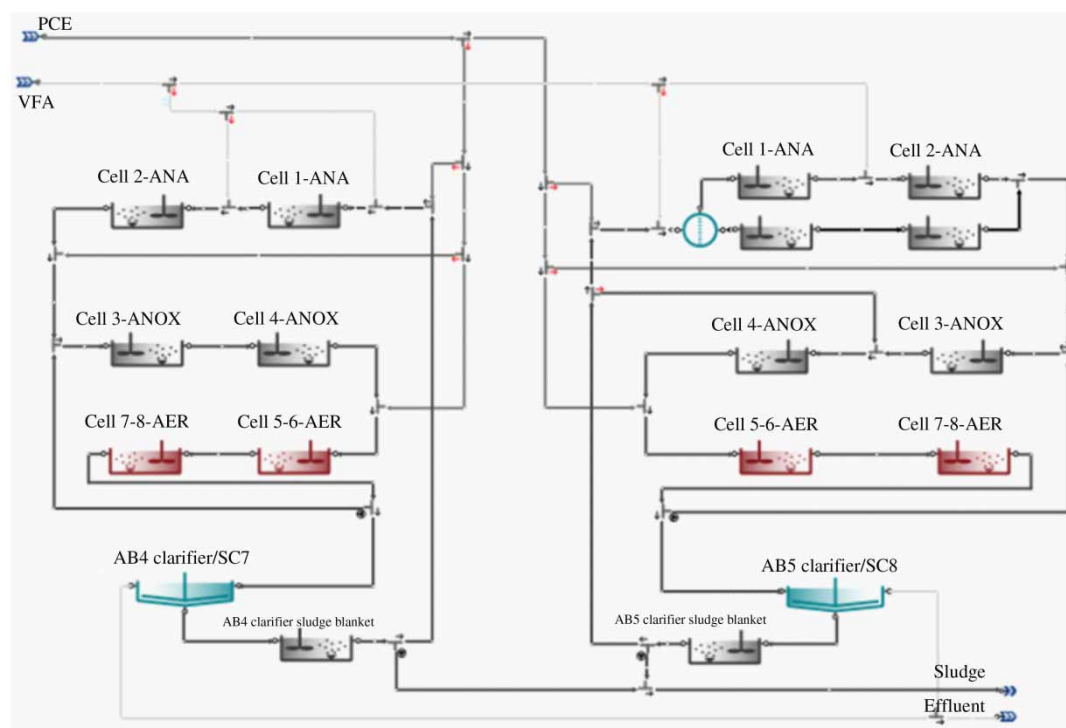 PCE
VFA
Cell 2-ANA
Cell 1-ANA
Cell 1-ANA
Cell 2-ANA
Cell 3-ANOX
Cell 4-ANOX
Cell 4-ANOX
Cell 3-ANOX
Cell 7-8-AER
Cell 5-6-AER
Cell 5-6-AER
Cell 7-8-AER
AB4 clarifier/SC7
AB5 clarifier/SC8
AB4 clarifier sludge blanket
AB5 clarifier sludge blanket
Sludge
Effluent